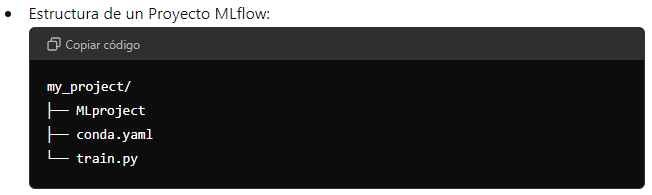 • Estructura de un Proyecto MLflow:
Copiar código
my_project/
├── MLproject
├── conda.yaml
└── train.py